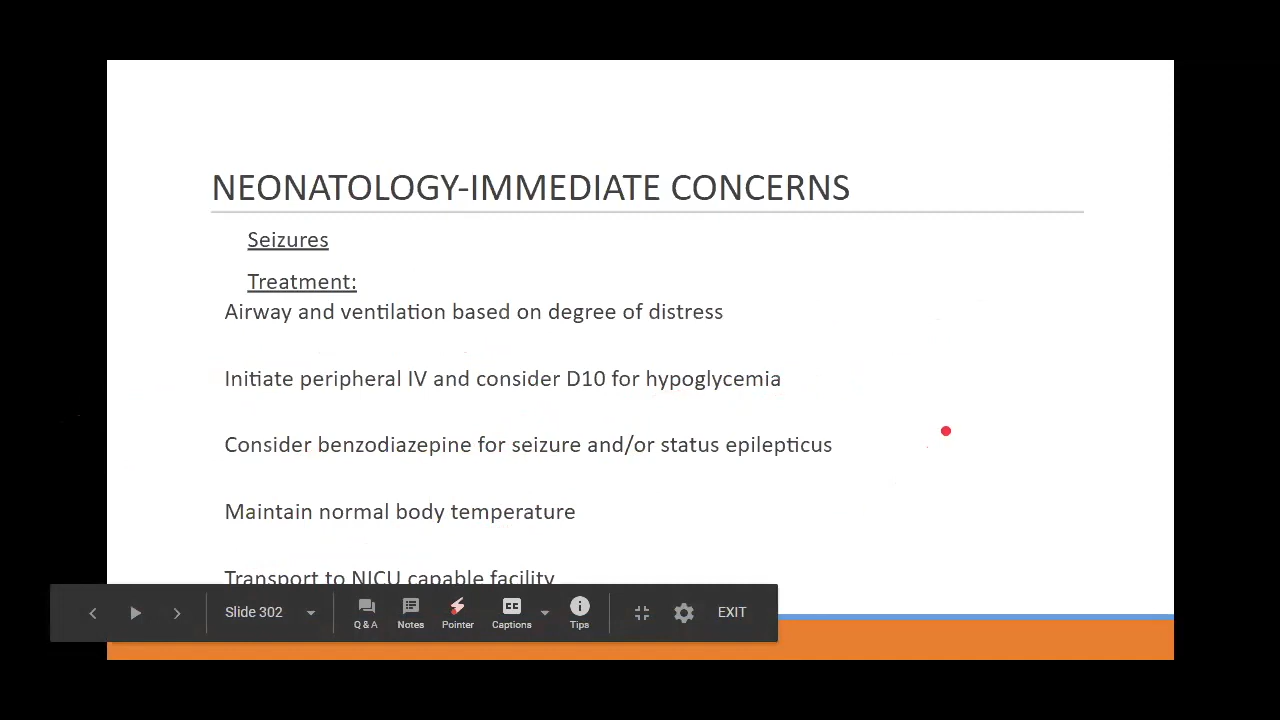 NEONATOLOGY-IMMEDIATE CONCERNS
Seizures
Treatment:
Airway and ventilation based on degree of distress
Initiate peripheral IV and consider D10 for hypoglycemia
Consider benzodiazepine for seizure and/or status epilepticus
Maintain normal body temperature
Transport to NICU capable facility
Slide 302
Q & A
Notes
Pointer
CC
Captions
Tips
EXIT